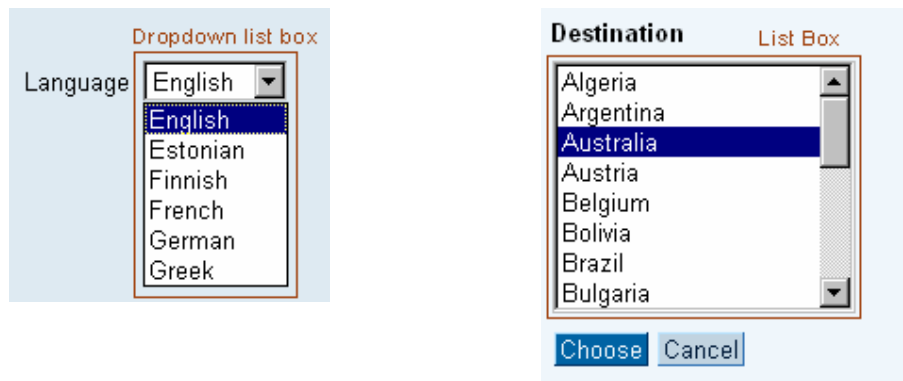 Dropdown list box
Language English
English
Estonian
Finnish
French
German
Greek
Destination List Box
Algeria
Argentina
Australia
Austria
Belgium
Bolivia
Brazil
Bulgaria
Choose Cancel